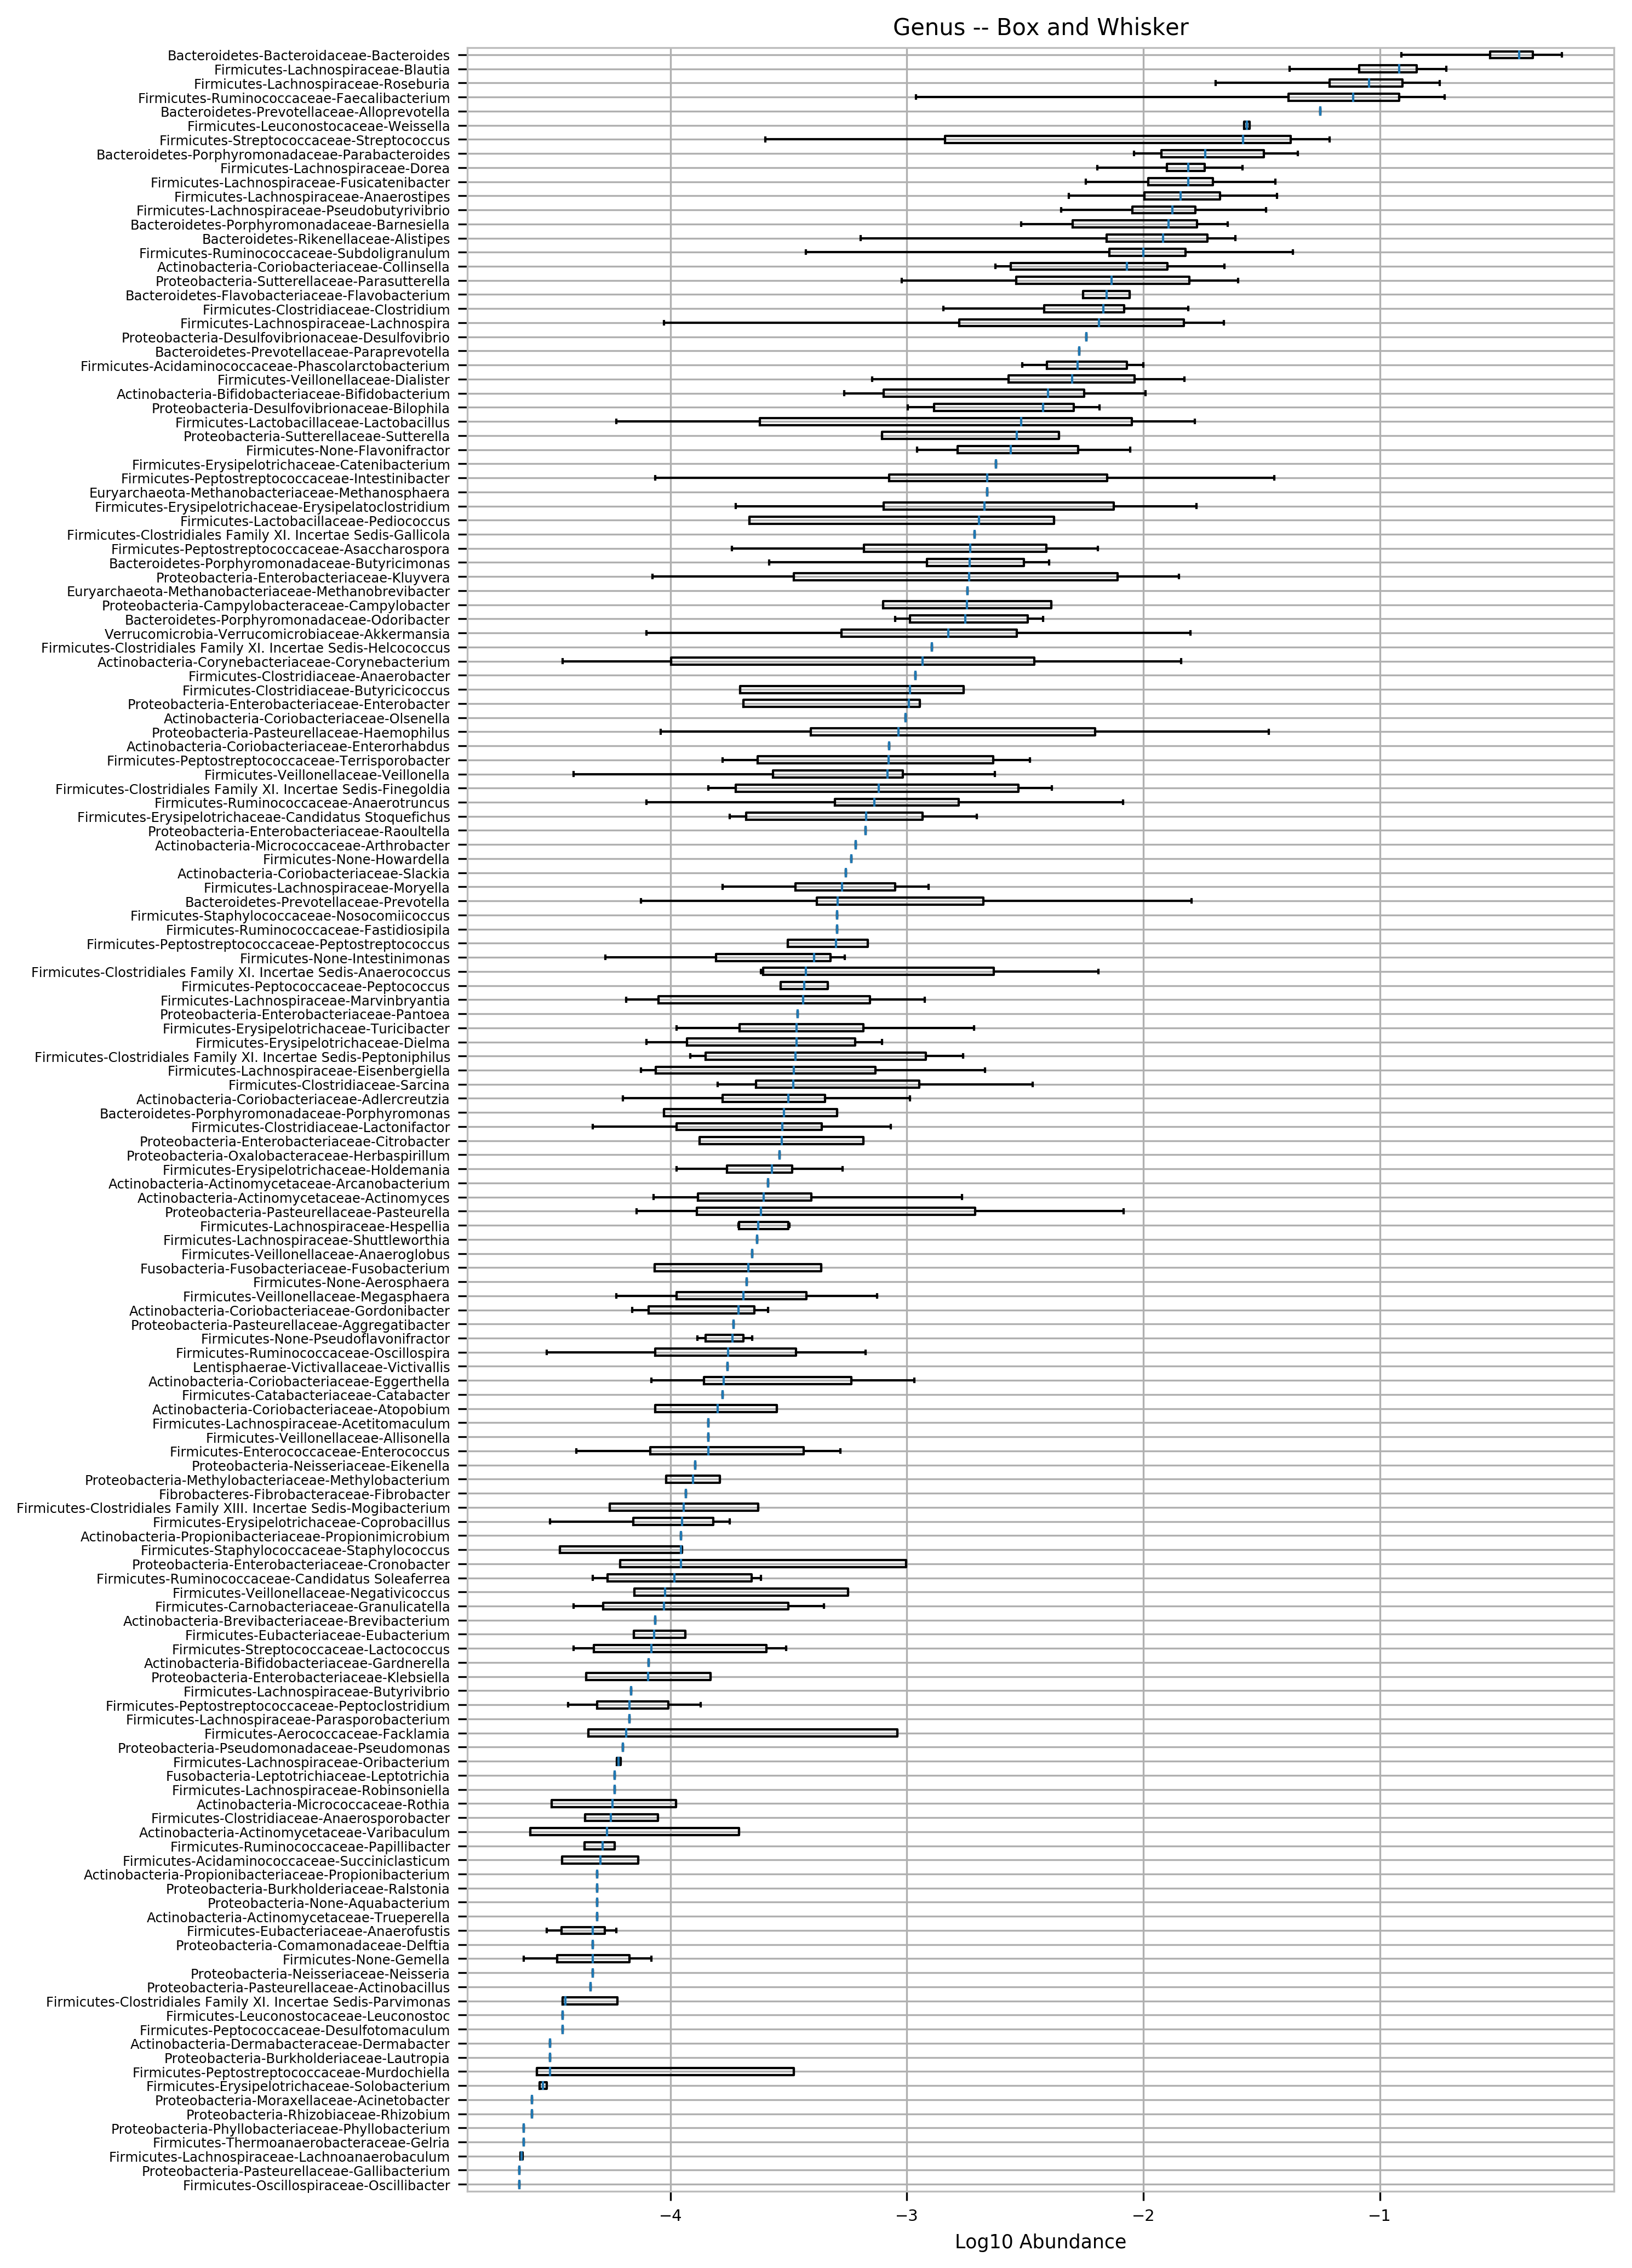 Genus -- Box and Whisker
Bacteroidetes-Bacteroidaceae-Bacteroides
Firmicutes-Lachnospiraceae-Blautia
Firmicutes-Lachnospiraceae-Roseburia
Firmicutes-Ruminococcaceae-Faecalibacterium
Bacteroidetes-Prevotellaceae-Alloprevotella
Firmicutes-Leuconostocaceae-Weissella
Firmicutes-Streptococcaceae-Streptococcus
Bacteroidetes-Porphyromonadaceae-Parabacteroides
Firmicutes-Lachnospiraceae-Dorea
Firmicutes-Lachnospiraceae-Fusicatenibacter
Firmicutes-Lachnospiraceae-Anaerostipes
Firmicutes-Lachnospiraceae-Pseudobutyrivibrio
Bacteroidetes-Porphyromonadaceae-Barnesiella
Bacteroidetes-Rikenellaceae-Alistipes
Firmicutes-Ruminococcaceae-Subdoligranulum
Actinobacteria-Coriobacteriaceae-Collinsella
Proteobacteria-Sutterellaceae-Parasutterella
Bacteroidetes-Flavobacteriaceae-Flavobacterium
Firmicutes-Clostridiaceae-Clostridium
Firmicutes-Lachnospiraceae-Lachnospira
Proteobacteria-Desulfovibrionaceae-Desulfovibrio
Bacteroidetes-Prevotellaceae-Paraprevotella
Firmicutes-Acidaminococcaceae-Phascolarctobacterium
Firmicutes-Veillonellaceae-Dialister
Actinobacteria-Bifidobacteriaceae-Bifidobacterium
Proteobacteria-Desulfovibrionaceae-Bilophila
Firmicutes-Lactobacillaceae-Lactobacillus
Proteobacteria-Sutterellaceae-Sutterella
Firmicutes-None-Flavonifractor
Firmicutes-Erysipelotrichaceae-Catenibacterium
Firmicutes-Peptostreptococcaceae-Intestinibacter
Euryarchaeota-Methanobacteriaceae-Methanosphaera
Firmicutes-Erysipelotrichaceae-Erysipelatoclostridium
Firmicutes-Lactobacillaceae-Pediococcus
Firmicutes-Clostridiales Family XI. Incertae Sedis-Gallicola
Firmicutes-Peptostreptococcaceae-Asaccharospora
Bacteroidetes-Porphyromonadaceae-Butyricimonas
Proteobacteria-Enterobacteriaceae-Kluyvera
Euryarchaeota-Methanobacteriaceae-Methanobrevibacter
Proteobacteria-Campylobacteraceae-Campylobacter
Bacteroidetes-Porphyromonadaceae-Odoribacter
Verrucomicrobia-Verrucomicrobiaceae-Akkermansia
Firmicutes-Clostridiales Family XI. Incertae Sedis-Helcococcus
Actinobacteria-Corynebacteriaceae-Corynebacterium
Firmicutes-Clostridiaceae-Anaerobacter
Firmicutes-Clostridiaceae-Butyricicoccus
Proteobacteria-Enterobacteriaceae-Enterobacter
Actinobacteria-Coriobacteriaceae-Olsenella
Proteobacteria-Pasteurellaceae-Haemophilus
Actinobacteria-Coriobacteriaceae-Enterorhabdus
Firmicutes-Peptostreptococcaceae-Terrisporobacter
Firmicutes-Veillonellaceae-Veillonella
Firmicutes-Clostridiales Family XI. Incertae Sedis-Finegoldia
Firmicutes-Ruminococcaceae-Anaerotruncus
Firmicutes-Erysipelotrichaceae-Candidatus Stoquefichus
Proteobacteria-Enterobacteriaceae-Raoultella
Actinobacteria-Micrococcaceae-Arthrobacter
Firmicutes-None-Howardella
Actinobacteria-Coriobacteriaceae-Slackia
Firmicutes-Lachnospiraceae-Moryella
Bacteroidetes-Prevotellaceae-Prevotella
Firmicutes-Staphylococcaceae-Nosocomiicoccus
Firmicutes-Ruminococcaceae-Fastidiosipila
Firmicutes-Peptostreptococcaceae-Peptostreptococcus
Firmicutes-None-Intestinimonas
Firmicutes-Clostridiales Family XI. Incertae Sedis-Anaerococcus
Firmicutes-Peptococcaceae-Peptococcus
Firmicutes-Lachnospiraceae-Marvinbryantia
Proteobacteria-Enterobacteriaceae-Pantoea
Firmicutes-Erysipelotrichaceae-Turicibacter
Firmicutes-Erysipelotrichaceae-Dielma
Firmicutes-Clostridiales Family XI. Incertae Sedis-Peptoniphilus
Firmicutes-Lachnospiraceae-Eisenbergiella
Firmicutes-Clostridiaceae-Sarcina
Actinobacteria-Coriobacteriaceae-Adlercreutzia
Bacteroidetes-Porphyromonadaceae-Porphyromonas
Firmicutes-Clostridiaceae-Lactonifactor
Proteobacteria-Enterobacteriaceae-Citrobacter
Proteobacteria-Oxalobacteraceae-Herbaspirillum
Firmicutes-Erysipelotrichaceae-Holdemania
Actinobacteria-Actinomycetaceae-Arcanobacterium
Actinobacteria-Actinomycetaceae-Actinomyces
Proteobacteria-Pasteurellaceae-Pasteurella
Firmicutes-Lachnospiraceae-Hespellia
Firmicutes-Lachnospiraceae-Shuttleworthia
Firmicutes-Veillonellaceae-Anaeroglobus
Fusobacteria-Fusobacteriaceae-Fusobacterium
Firmicutes-None-Aerosphaera
Firmicutes-Veillonellaceae-Megasphaera
Actinobacteria-Coriobacteriaceae-Gordonibacter
Proteobacteria-Pasteurellaceae-Aggregatibacter
Firmicutes-None-Pseudoflavonifractor
Firmicutes-Ruminococcaceae-Oscillospira
Lentisphaerae-Victivallaceae-Victivallis
Actinobacteria-Coriobacteriaceae-Eggerthella
Firmicutes-Catabacteriaceae-Catabacter
Actinobacteria-Coriobacteriaceae-Atopobium
Firmicutes-Lachnospiraceae-Acetitomaculum
Firmicutes-Veillonellaceae-Allisonella
Firmicutes-Enterococcaceae-Enterococcus
Proteobacteria-Neisseriaceae-Eikenella
Proteobacteria-Methylobacteriaceae-Methylobacterium
Fibrobacteres-Fibrobacteraceae-Fibrobacter
Firmicutes-Clostridiales Family XIII. Incertae Sedis-Mogibacterium
Firmicutes-Erysipelotrichaceae-Coprobacillus
Actinobacteria-Propionibacteriaceae-Propionimicrobium
Firmicutes-Staphylococcaceae-Staphylococcus
Proteobacteria-Enterobacteriaceae-Cronobacter
Firmicutes-Ruminococcaceae-Candidatus Soleaferrea
Firmicutes-Veillonellaceae-Negativicoccus
Firmicutes-Carnobacteriaceae-Granulicatella
Actinobacteria-Brevibacteriaceae-Brevibacterium
Firmicutes-Eubacteriaceae-Eubacterium
Firmicutes-Streptococcaceae-Lactococcus
Actinobacteria-Bifidobacteriaceae-Gardnerella
Proteobacteria-Enterobacteriaceae-Klebsiella
Firmicutes-Lachnospiraceae-Butyrivibrio
Firmicutes-Peptostreptococcaceae-Peptoclostridium
Firmicutes-Lachnospiraceae-Parasporobacterium
Firmicutes-Aerococcaceae-Facklamia
Proteobacteria-Pseudomonadaceae-Pseudomonas
Firmicutes-Lachnospiraceae-Oribacterium
Fusobacteria-Leptotrichiaceae-Leptotrichia
Firmicutes-Lachnospiraceae-Robinsoniella
Actinobacteria-Micrococcaceae-Rothia
Firmicutes-Clostridiaceae-Anaerosporobacter
Actinobacteria-Actinomycetaceae-Varibaculum
Firmicutes-Ruminococcaceae-Papillibacter
Firmicutes-Acidaminococcaceae-Succiniclasticum
Actinobacteria-Propionibacteriaceae-Propionibacterium
Proteobacteria-Burkholderiaceae-Ralstonia
Proteobacteria-None-Aquabacterium
Actinobacteria-Actinomycetaceae-Trueperella
Firmicutes-Eubacteriaceae-Anaerofustis
Proteobacteria-Comamonadaceae-Delftia
Firmicutes-None-Gemella
Proteobacteria-Neisseriaceae-Neisseria
Proteobacteria-Pasteurellaceae-Actinobacillus
Firmicutes-Clostridiales Family XI. Incertae Sedis-Parvimonas
Firmicutes-Leuconostocaceae-Leuconostoc
Firmicutes-Peptococcaceae-Desulfotomaculum
Actinobacteria-Dermabacteraceae-Dermabacter
Proteobacteria-Burkholderiaceae-Lautropia
Firmicutes-Peptostreptococcaceae-Murdochiella
Firmicutes-Erysipelotrichaceae-Solobacterium
Proteobacteria-Moraxellaceae-Acinetobacter
Proteobacteria-Rhizobiaceae-Rhizobium
Proteobacteria-Phyllobacteriaceae-Phyllobacterium
Firmicutes-Thermoanaerobacteraceae-Gelria
Firmicutes-Lachnospiraceae-Lachnoanaerobaculum
Proteobacteria-Pasteurellaceae-Gallibacterium
Firmicutes-Oscillospiraceae-Oscillibacter
−4 −3 −2 −1
Log10 Abundance